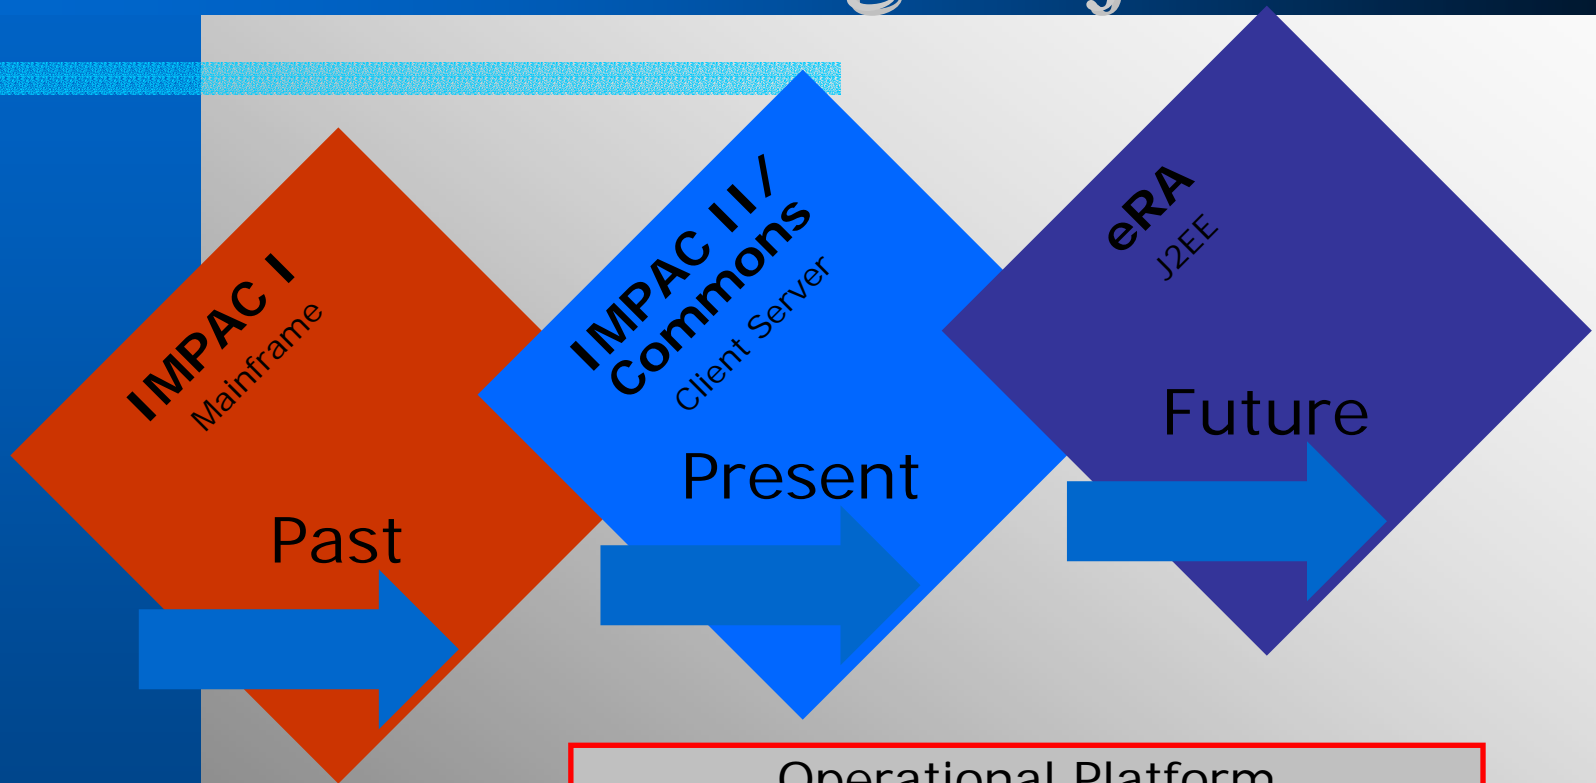 IMPAC I
Mainframe
Past
IMPAC II/
Commons
Client Server
Present
eRA
J2EE
Future
Operational Platform